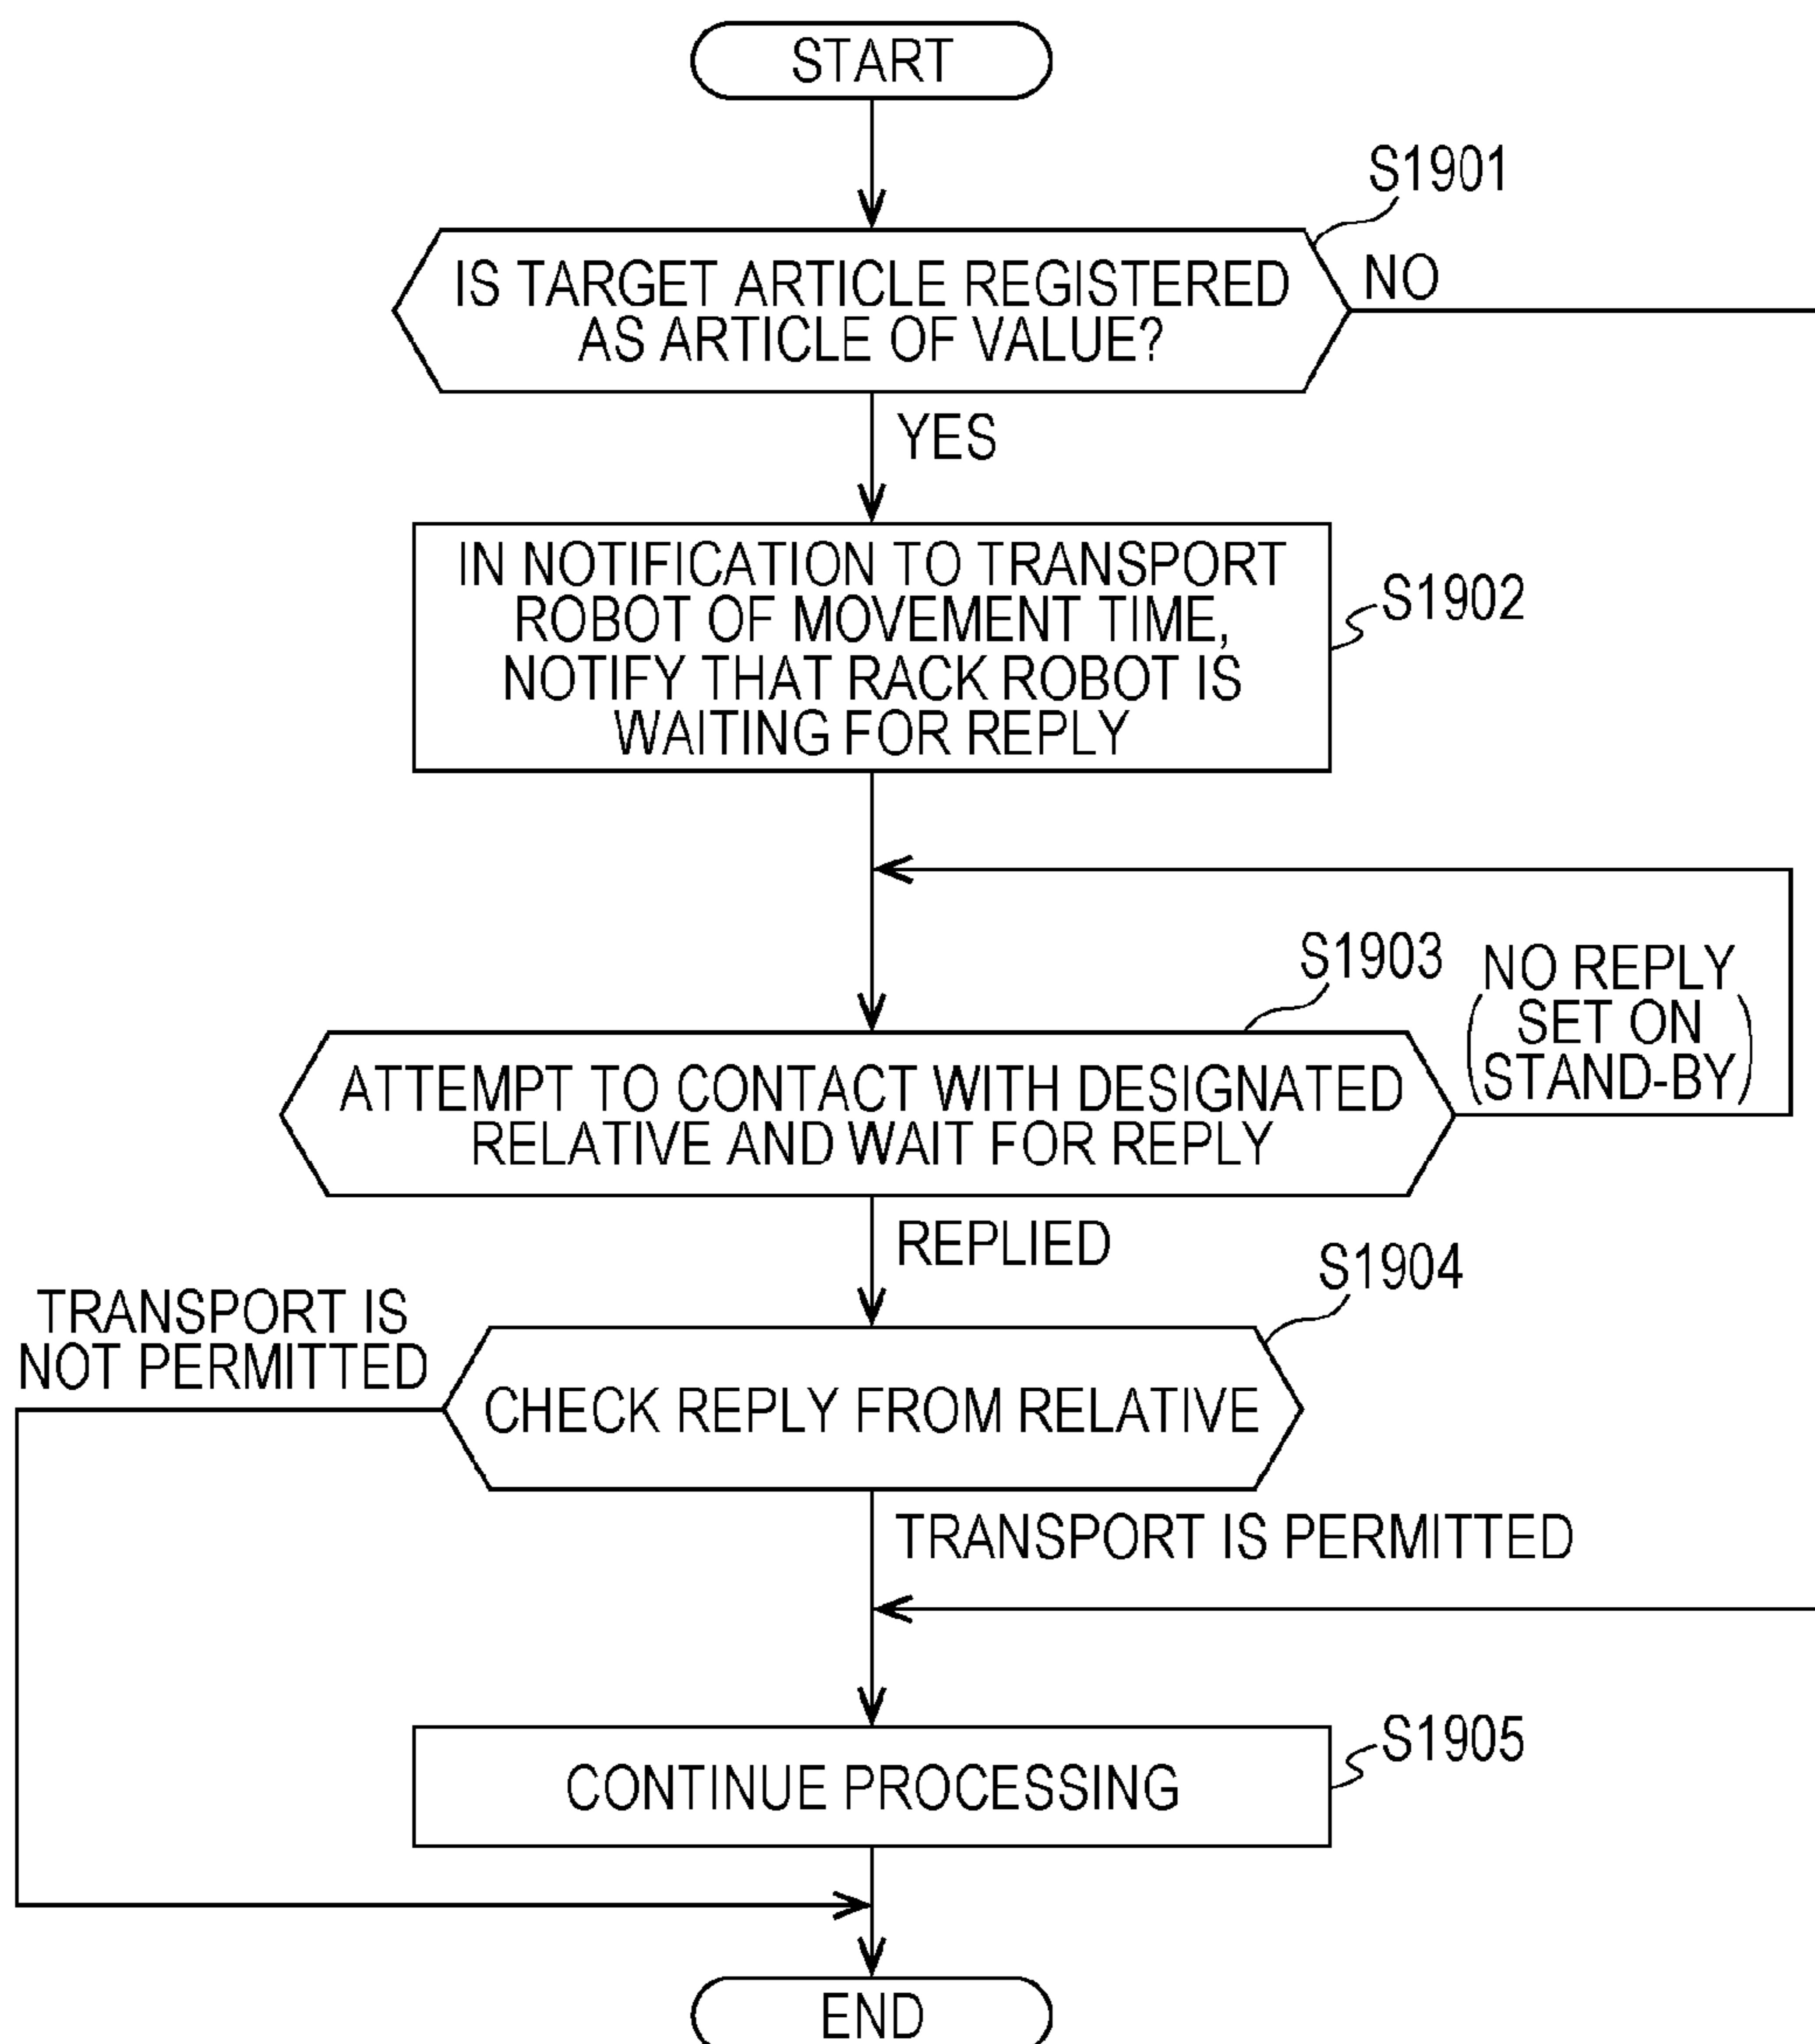 START
S1901
IS TARGET ARTICLE REGISTERED
AS ARTICLE OF VALUE?
NO
YES
IN NOTIFICATION TO TRANSPORT
ROBOT OF MOVEMENT TIME,
NOTIFY THAT RACK ROBOT IS
WAITING FOR REPLY
S1902
S1903
NO REPLY
(SET ON
STAND-BY)
ATTEMPT TO CONTACT WITH DESIGNATED
RELATIVE AND WAIT FOR REPLY
REPLIED
S1904
TRANSPORT IS
NOT PERMITTED
CHECK REPLY FROM RELATIVE
TRANSPORT IS PERMITTED
S1905
CONTINUE PROCESSING
END